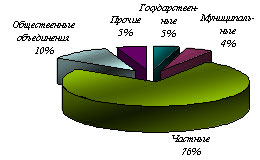 Государствен-
ные
5%
Муниципаль-
ные
4%
Прочие
5%
Общественные
объединения
10%
Частные
76%